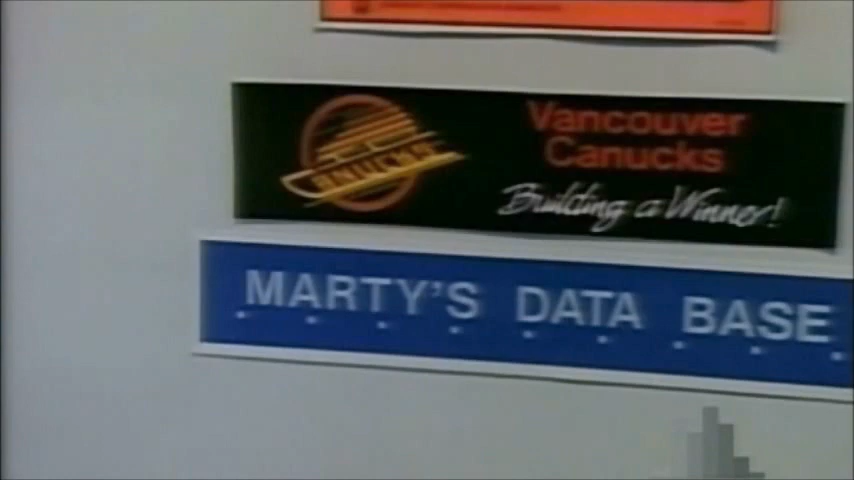 CANUCKS
Vancouver
Canucks
Building a Winner!
MARTY'S DATA BASE